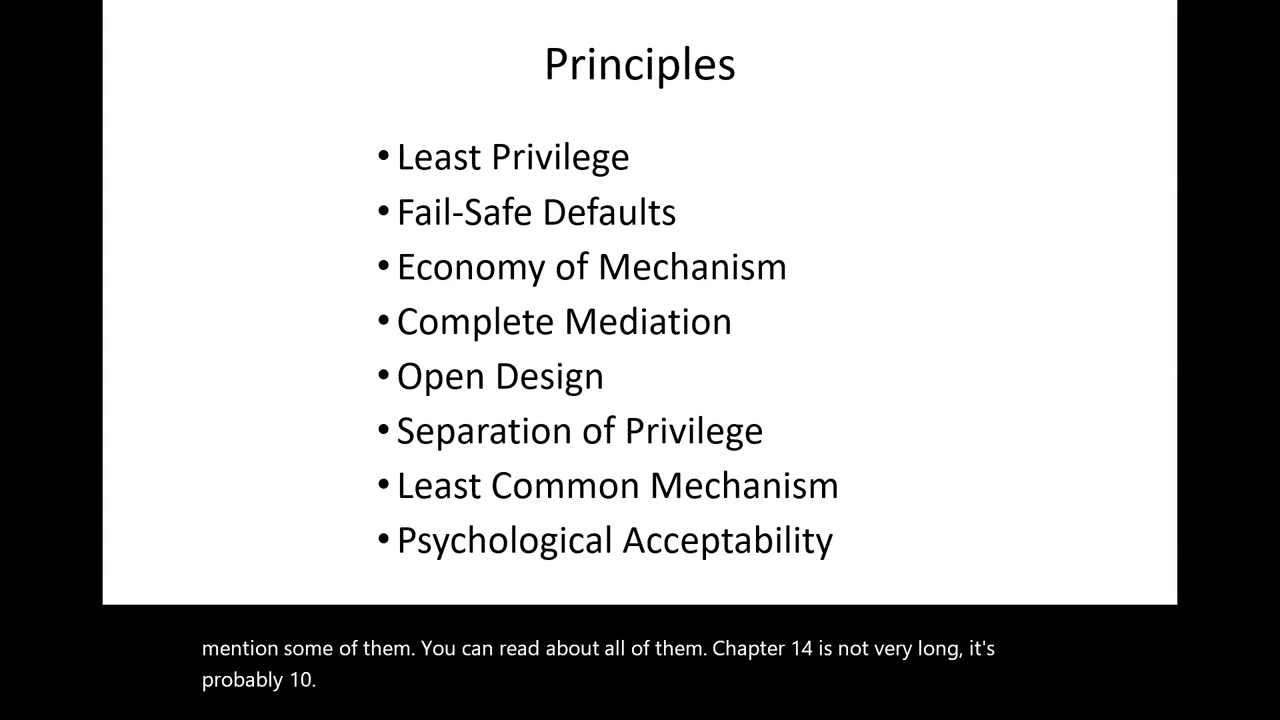 Principles
• Least Privilege
• Fail-Safe Defaults
• Economy of Mechanism
• Complete Mediation
• Open Design
• Separation of Privilege
• Least Common Mechanism
• Psychological Acceptability
mention some of them. You can read about all of them. Chapter 14 is not very long, it's
probably 10.